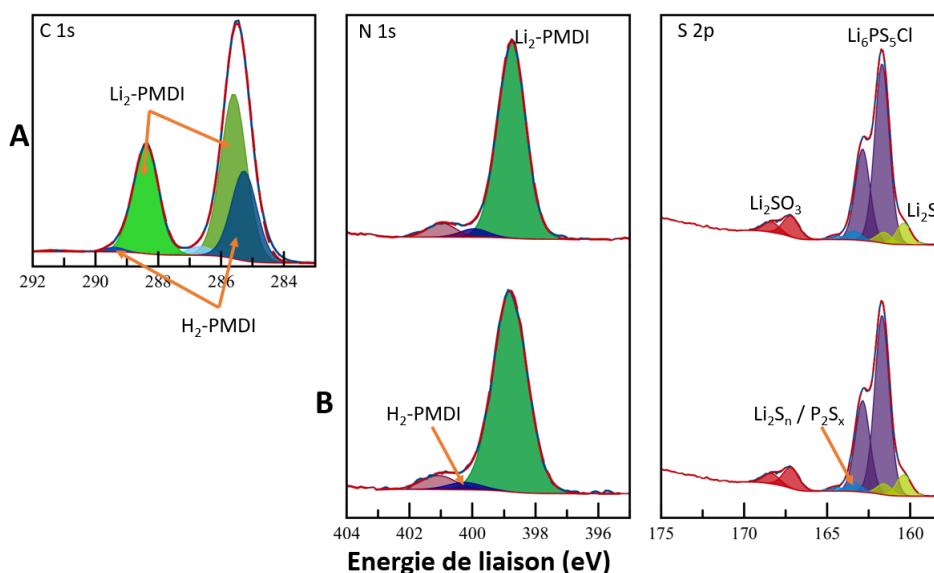 C 1s
N 1s
S 2p
Li₂-PMDI
Li₂-PMDI
Li₆PS₅Cl
A
Li₂SO₃
Li₂S
292 290 288 286 284
H₂-PMDI
B
H₂-PMDI
Li₂Sₙ / P₂Sₓ
404 402 400 398 396
175 170 165 160
Energie de liaison (eV)